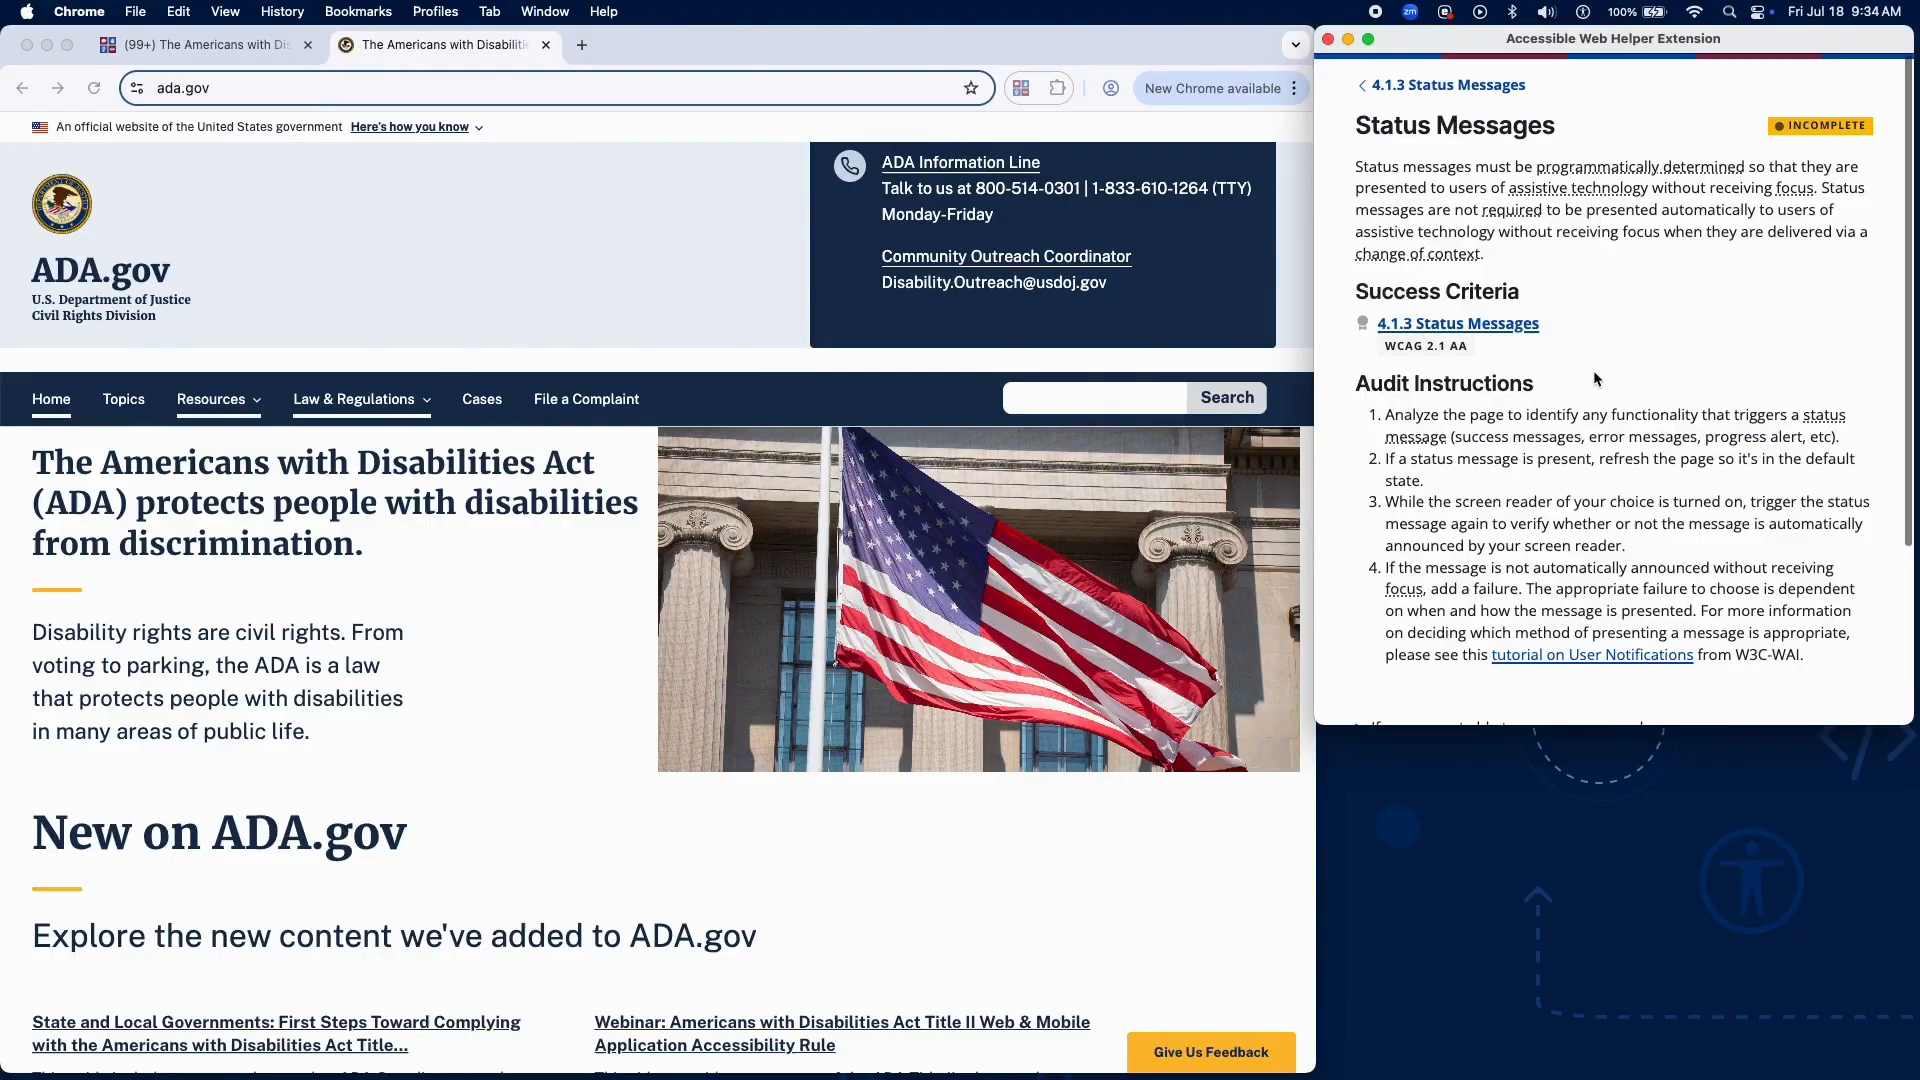 Chrome File Edit View History Bookmarks Profiles Tab Window Help
zm 100% Fri Jul 18 9:34 AM
(99+) The Americans with Dis
The Americans with Disabiliti
ada.gov
New Chrome available
An official website of the United States government Here's how you know
ADA.gov
U.S. Department of Justice
Civil Rights Division
ADA Information Line
Talk to us at 800-514-0301 | 1-833-610-1264 (TTY)
Monday-Friday
Community Outreach Coordinator
Disability.Outreach@usdoj.gov
Home Topics Resources Law & Regulations Cases File a Complaint Search
The Americans with Disabilities Act
(ADA) protects people with disabilities
from discrimination.
Disability rights are civil rights. From
voting to parking, the ADA is a law
that protects people with disabilities
in many areas of public life.
New on ADA.gov
Explore the new content we've added to ADA.gov
State and Local Governments: First Steps Toward Complying
with the Americans with Disabilities Act Title...
Webinar: Americans with Disabilities Act Title II Web & Mobile
Application Accessibility Rule
Give Us Feedback
Accessible Web Helper Extension
4.1.3 Status Messages
Status Messages
INCOMPLETE
Status messages must be programmatically determined so that they are
presented to users of assistive technology without receiving focus. Status
messages are not required to be presented automatically to users of
assistive technology without receiving focus when they are delivered via a
change of context.
Success Criteria
4.1.3 Status Messages
WCAG 2.1 AA
Audit Instructions
1. Analyze the page to identify any functionality that triggers a status
message (success messages, error messages, progress alert, etc).
2. If a status message is present, refresh the page so it's in the default
state.
3. While the screen reader of your choice is turned on, trigger the status
message again to verify whether or not the message is automatically
announced by your screen reader.
4. If the message is not automatically announced without receiving
focus, add a failure. The appropriate failure to choose is dependent
on when and how the message is presented. For more information
on deciding which method of presenting a message is appropriate,
please see this tutorial on User Notifications from W3C-WAI.